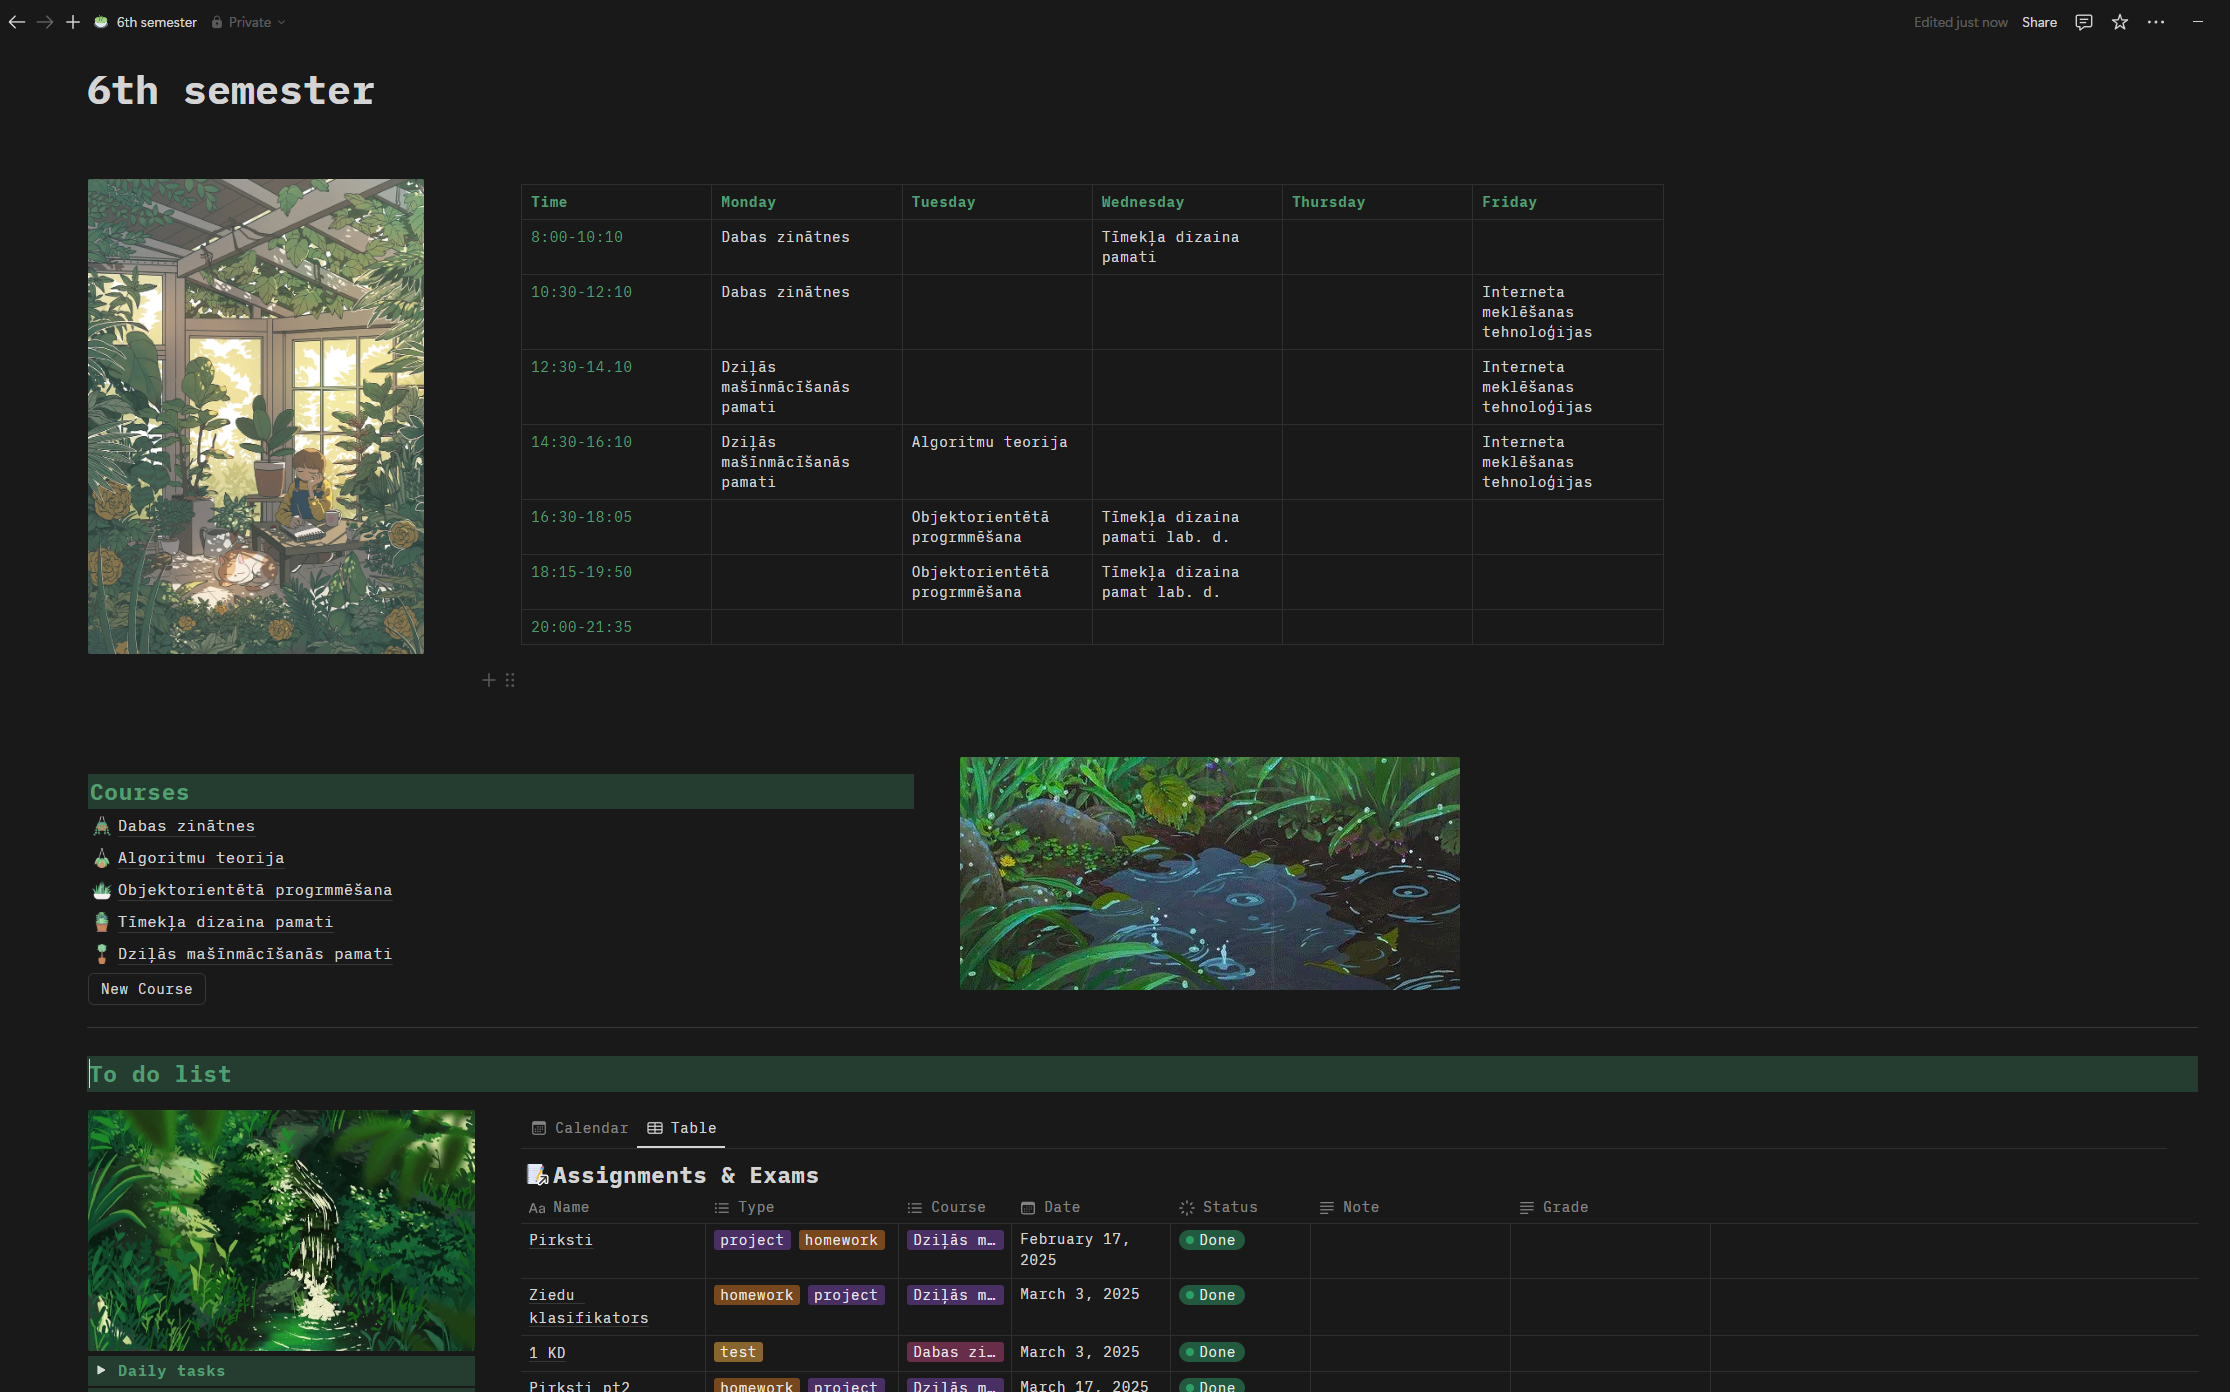 6th semester Private Edited just now Share
6th semester
Time Monday Tuesday Wednesday Thursday Friday
8:00-10:10 Dabas zinātnes Tīmekļa dizaina
pamati
10:30-12:10 Dabas zinātnes Interneta
meklēšanas
tehnoloģijas
12:30-14.10 Dziļās Interneta
mašīnmācīšanās meklēšanas
pamati tehnoloģijas
14:30-16:10 Dziļās Algoritmu teorija Interneta
mašīnmācīšanās meklēšanas
pamati tehnoloģijas
16:30-18:05 Objektorientētā Tīmekļa dizaina
progrmmēšana pamati lab. d.
18:15-19:50 Objektorientētā Tīmekļa dizaina
progrmmēšana pamat lab. d.
20:00-21:35
Courses
Dabas zinātnes
Algoritmu teorija
Objektorientētā progrmmēšana
Tīmekļa dizaina pamati
Dziļās mašīnmācīšanās pamati
New Course
To do list
Calendar Table
Assignments & Exams
Aa Name Type Course Date Status Note Grade
Pirksti project homework Dziļās m… February 17,
2025 Done
Ziedu
klasifikators homework project Dziļās m… March 3, 2025 Done
1 KD test Dabas zi… March 3, 2025 Done
Pirksti pt2 homework project Dziļās m… March 17, 2025 Done
Daily tasks